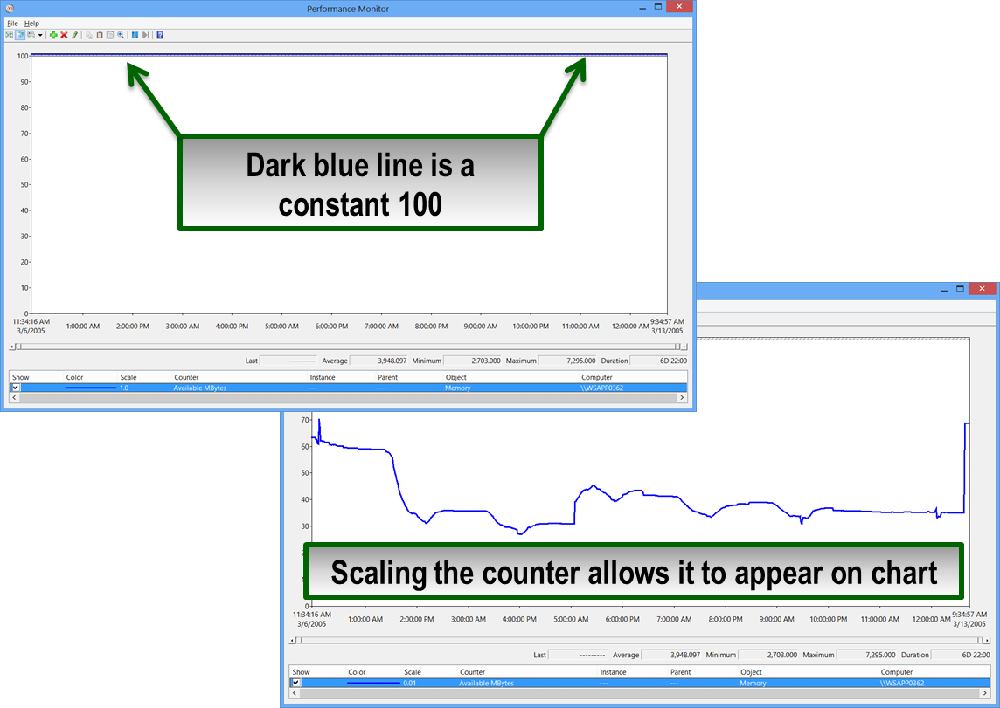 Performance Monitor
File Help
100
90
80
70
60
50
40
30
20
10
0
Dark blue line is a
constant 100
11:34:16 AM 1:00:00 AM 2:00:00 PM 3:00:00 AM 4:00:00 PM 5:00:00 AM 6:00:00 PM 7:00:00 AM 8:00:00 PM 9:00:00 AM 10:00:00 PM 11:00:00 AM 12:00:00 AM 9:34:57 AM
3/6/2005 3/13/2005
Last --------- Average 3,948.097 Minimum 2,703.000 Maximum 7,295.000 Duration 6D 22:00
Show Color Scale Counter Instance Parent Object Computer
1.0 Available MBytes --- --- Memory \\WSAPP0362
70
60
50
40
30
0
Scaling the counter allows it to appear on chart
11:34:16 AM 1:00:00 AM 2:00:00 PM 3:00:00 AM 4:00:00 PM 5:00:00 AM 6:00:00 PM 7:00:00 AM 8:00:00 PM 9:00:00 AM 10:00:00 PM 11:00:00 AM 12:00:00 AM 9:34:57 AM
3/6/2005 3/13/2005
Last --------- Average 3,948.097 Minimum 2,703.000 Maximum 7,295.000 Duration 6D 22:00
Show Color Scale Counter Instance Parent Object Computer
0.01 Available MBytes --- --- Memory \\WSAPP0362